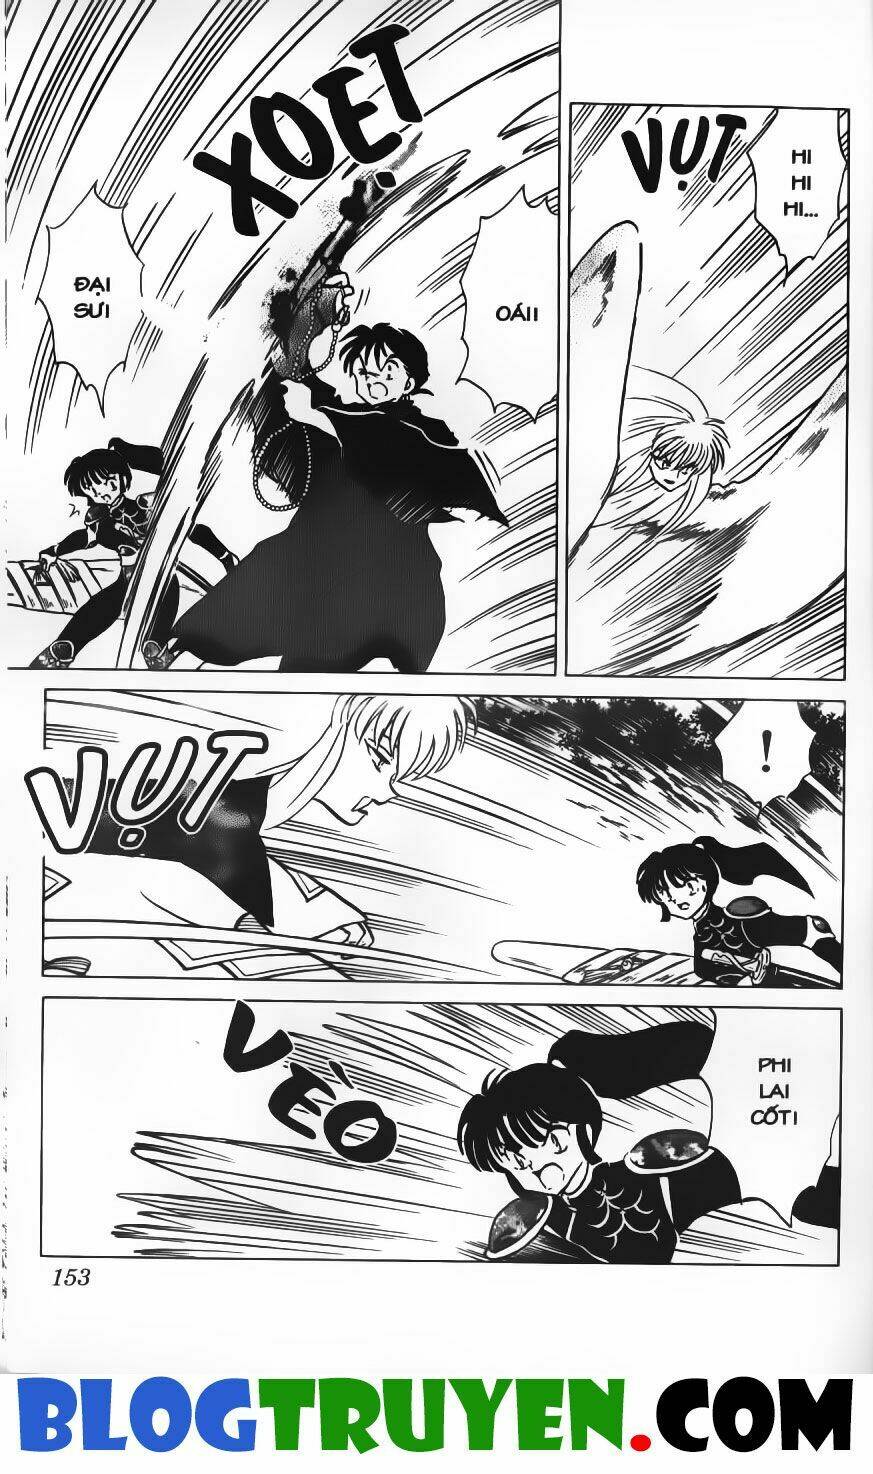 VỤT
HI
HI
HI...
XOẸT
OÁI!
ĐẠI
SƯ!
!
VỤT
PHI
LAI
CỐT!
VÈO
153
BLOGTRUYEN.COM